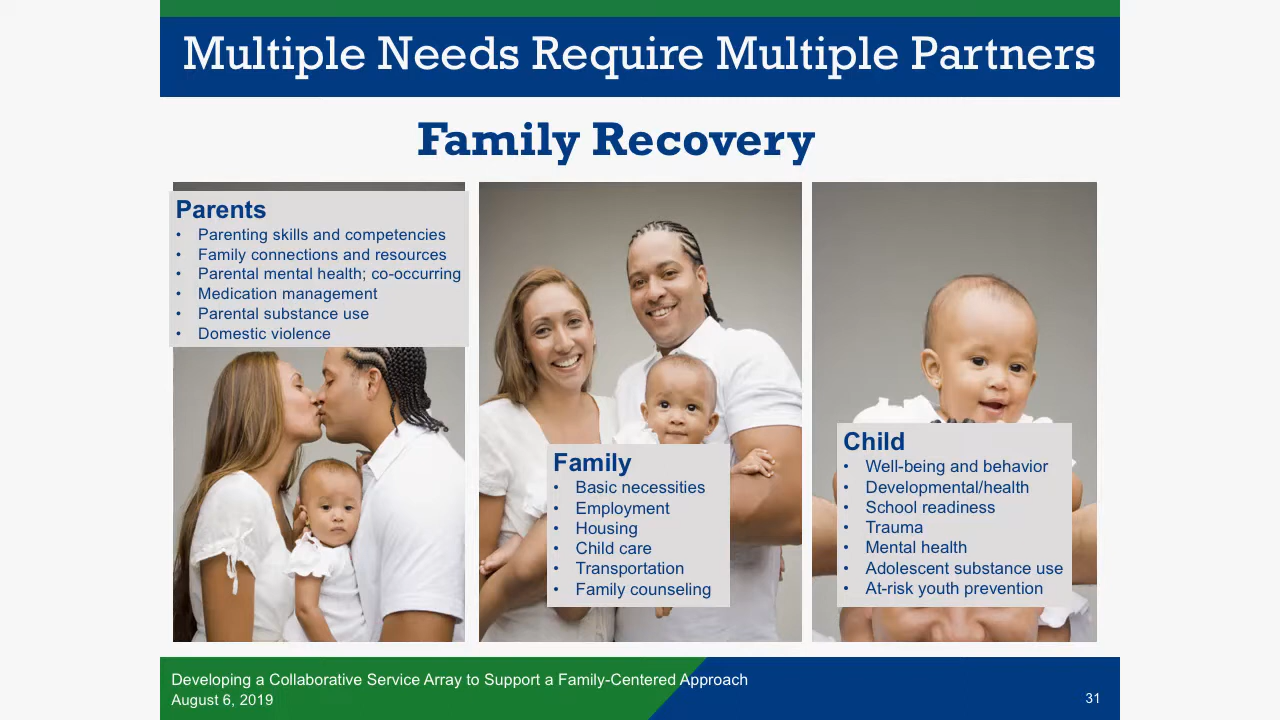 Multiple Needs Require Multiple Partners
Family Recovery
Parents
• Parenting skills and competencies
• Family connections and resources
• Parental mental health; co-occurring
• Medication management
• Parental substance use
• Domestic violence
Family
• Basic necessities
• Employment
• Housing
• Child care
• Transportation
• Family counseling
Child
• Well-being and behavior
• Developmental/health
• School readiness
• Trauma
• Mental health
• Adolescent substance use
• At-risk youth prevention
Developing a Collaborative Service Array to Support a Family-Centered Approach
August 6, 2019
31